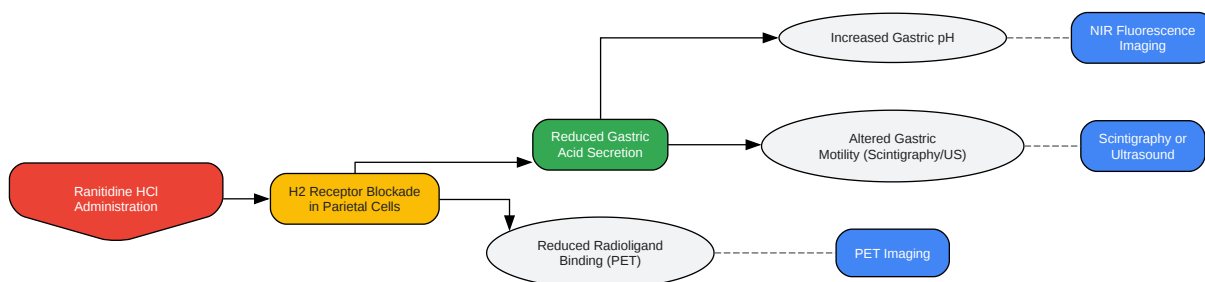 Ranitidine HCl
Administration
H2 Receptor Blockade
in Parietal Cells
Reduced Gastric
Acid Secretion
Increased Gastric pH
NIR Fluorescence
Imaging
Altered Gastric
Motility (Scintigraphy/US)
Scintigraphy or
Ultrasound
Reduced Radioligand
Binding (PET)
PET Imaging